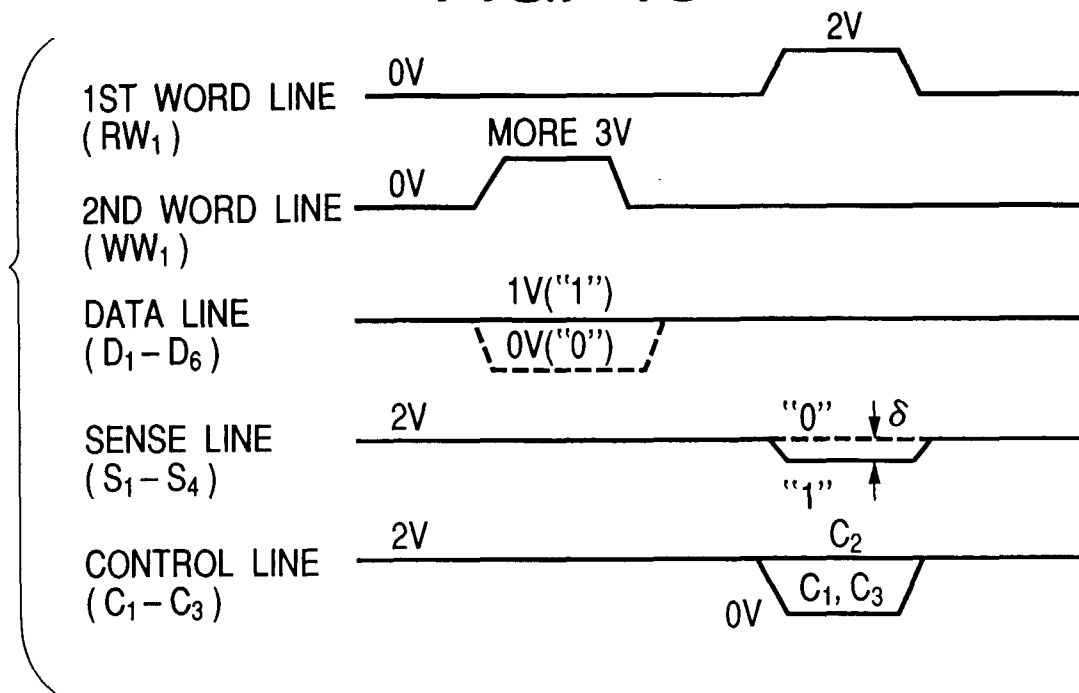 2V
1ST WORD LINE 0V
(RW₁)
MORE 3V
2ND WORD LINE 0V
(WW₁)
DATA LINE 1V("1")
(D₁–D₆) 0V("0")
SENSE LINE 2V "0" δ
(S₁–S₄) "1"
CONTROL LINE 2V C₂
(C₁–C₃) 0V C₁, C₃